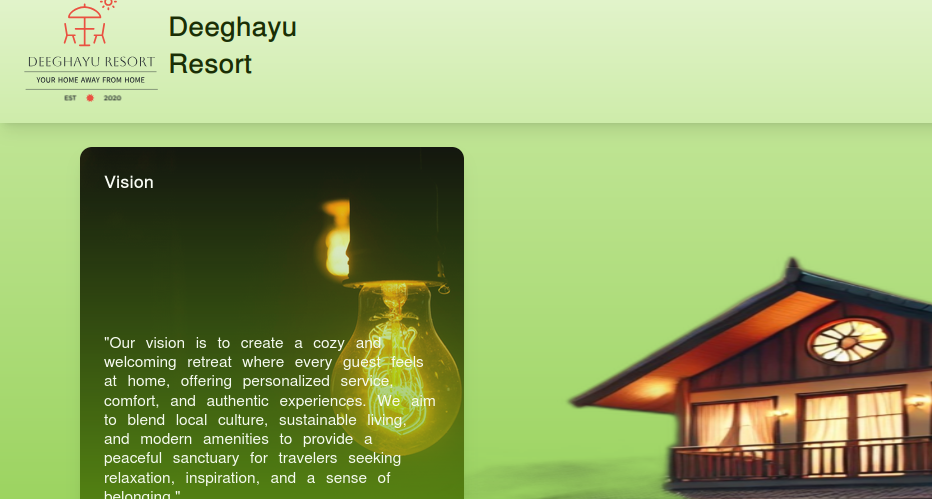 DEEGHAYU RESORT
YOUR HOME AWAY FROM HOME
EST 2020
Deeghayu
Resort
Vision
"Our vision is to create a cozy and
welcoming retreat where every guest feels
at home, offering personalized service,
comfort, and authentic experiences. We aim
to blend local culture, sustainable living,
and modern amenities to provide a
peaceful sanctuary for travelers seeking
relaxation, inspiration, and a sense of
belonging."